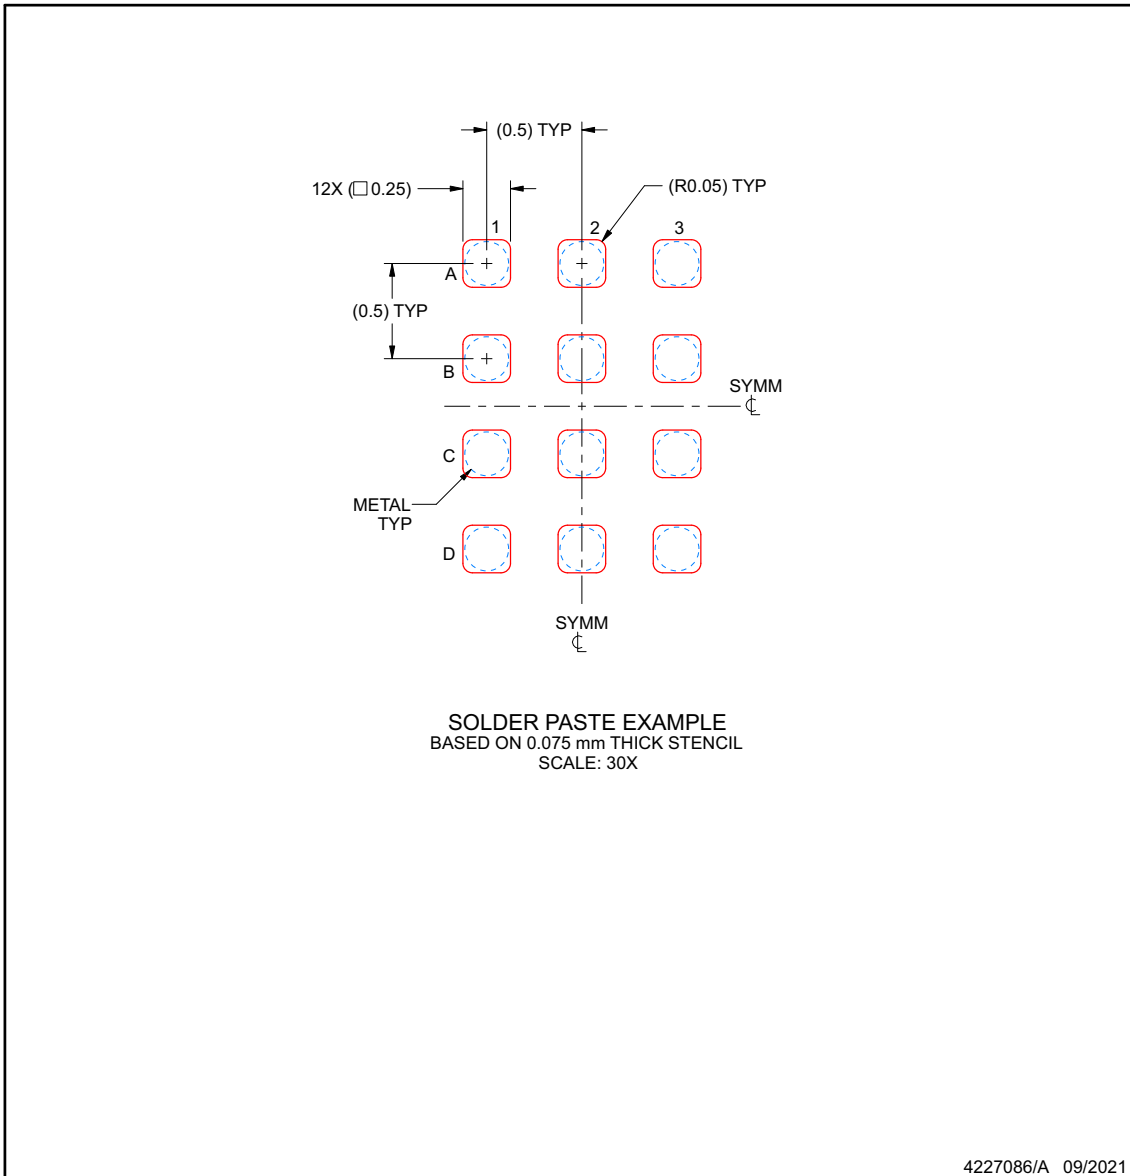 (0.5) TYP
12X (□ 0.25)
(R0.05) TYP
1
2
3
A
(0.5) TYP
B
SYMM
℄
C
METAL
TYP
D
SYMM
℄
SOLDER PASTE EXAMPLE
BASED ON 0.075 mm THICK STENCIL
SCALE: 30X
4227086/A 09/2021